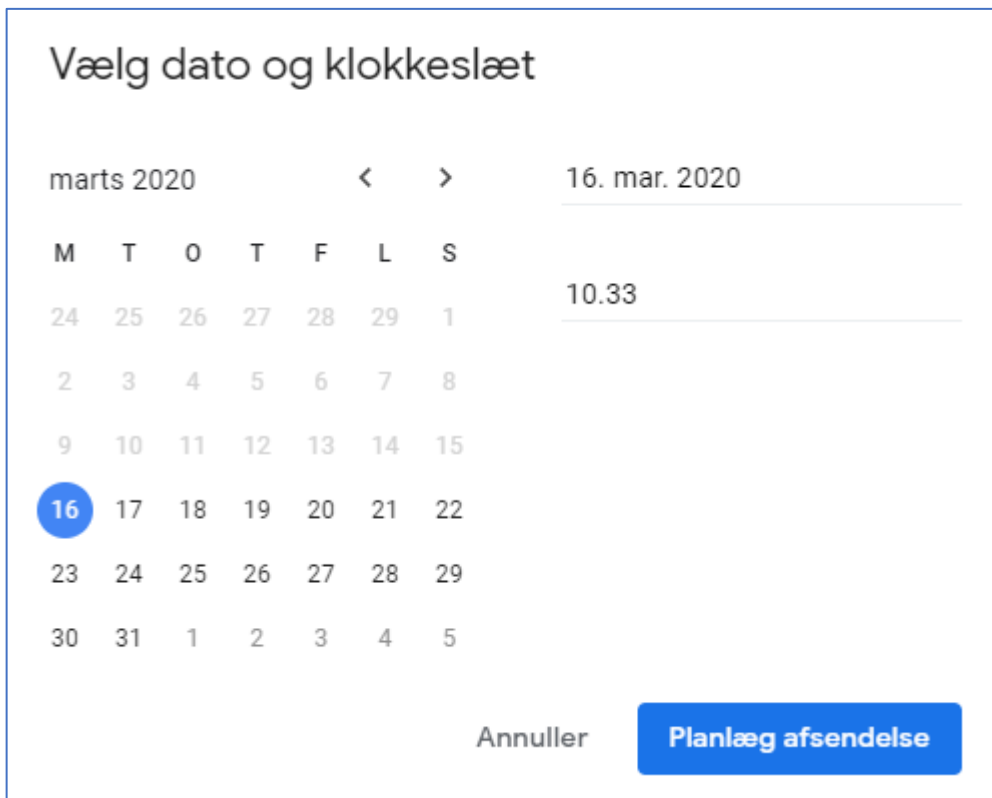 Vælg dato og klokkeslæt
marts 2020 < >
16. mar. 2020
M T O T F L S
10.33
24 25 26 27 28 29 1
2 3 4 5 6 7 8
9 10 11 12 13 14 15
16 17 18 19 20 21 22
23 24 25 26 27 28 29
30 31 1 2 3 4 5
Annuller
Planlæg afsendelse